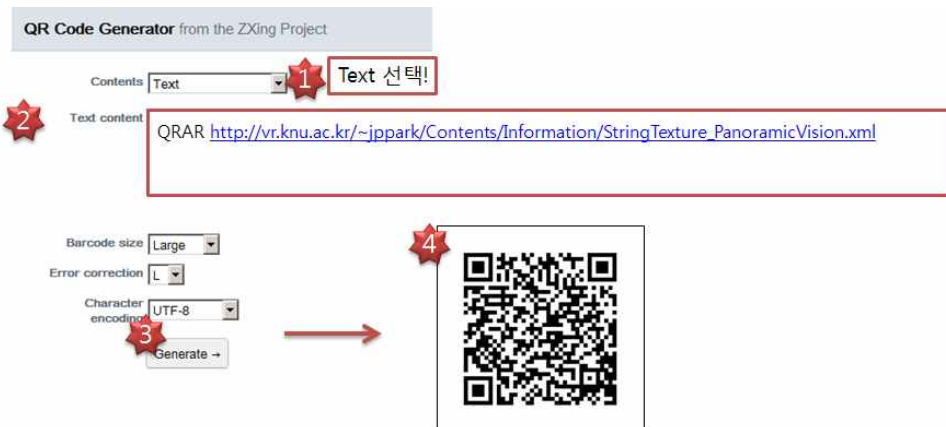 QR Code Generator from the ZXing Project
Contents Text
1
Text 선택!
2
Text content
QRAR http://vr.knu.ac.kr/~jppark/Contents/Information/StringTexture_PanoramicVision.xml
Barcode size Large
Error correction L
Character encoding UTF-8
3
Generate →
4